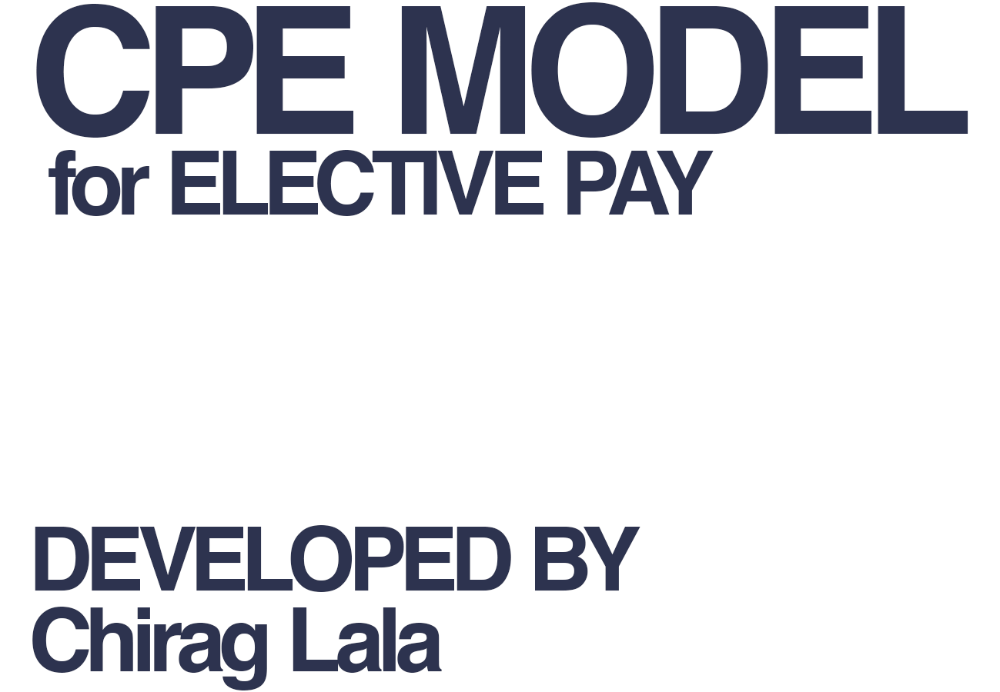 CPE MODEL
for ELECTIVE PAY
DEVELOPED BY
Chirag Lala